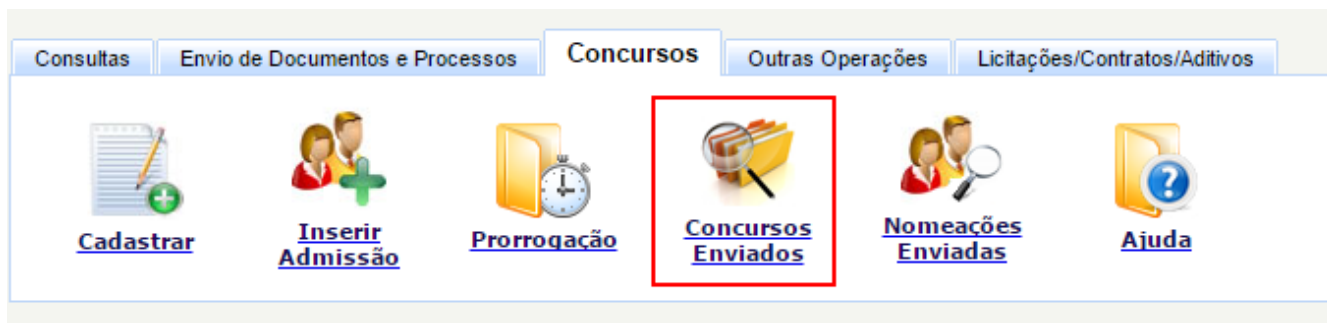 Consultas Envio de Documentos e Processos Concursos Outras Operações Licitações/Contratos/Aditivos
Cadastrar
Inserir
Admissão
Prorrogação
Concursos
Enviados
Nomeações
Enviadas
Ajuda